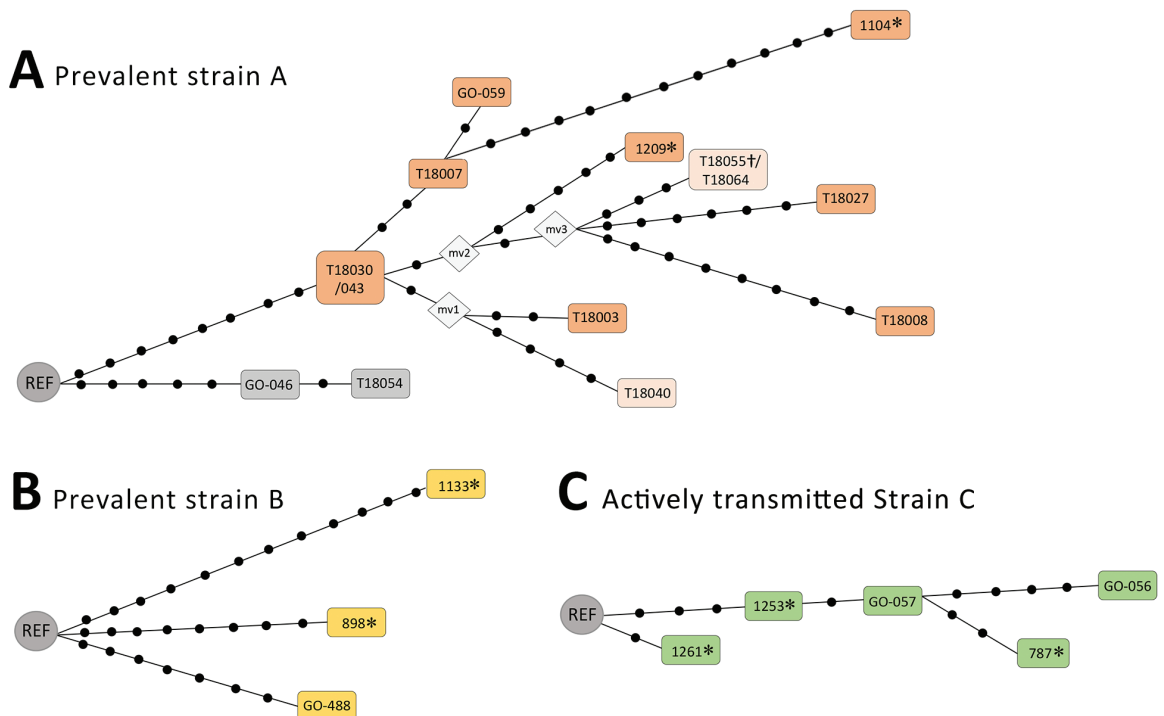 A Prevalent strain A
1104*
GO-059
1209*
T18055†/
T18064
T18007
T18027
mv2
mv3
T18030
/043
mv1
T18003
T18008
REF
GO-046
T18054
T18040
B Prevalent strain B
1133*
REF
898*
GO-488
C Actively transmitted Strain C
REF
1253*
GO-057
GO-056
1261*
787*